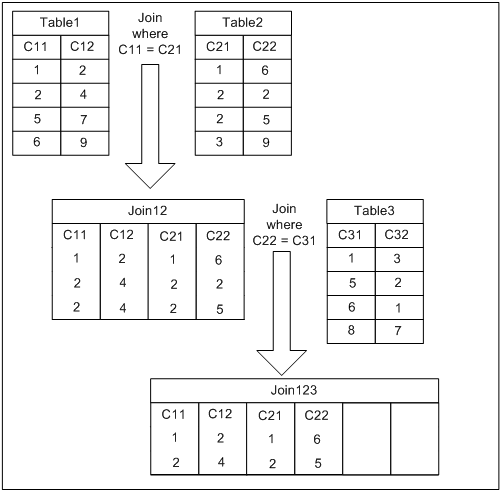 Table1
C11 C12
1 2
2 4
5 7
6 9
Join
where
C11 = C21
Table2
C21 C22
1 6
2 2
2 5
3 9
Join12
C11 C12 C21 C22
1 2 1 6
2 4 2 2
2 4 2 5
Join
where
C22 = C31
Table3
C31 C32
1 3
5 2
6 1
8 7
Join123
C11 C12 C21 C22
1 2 1 6
2 4 2 5